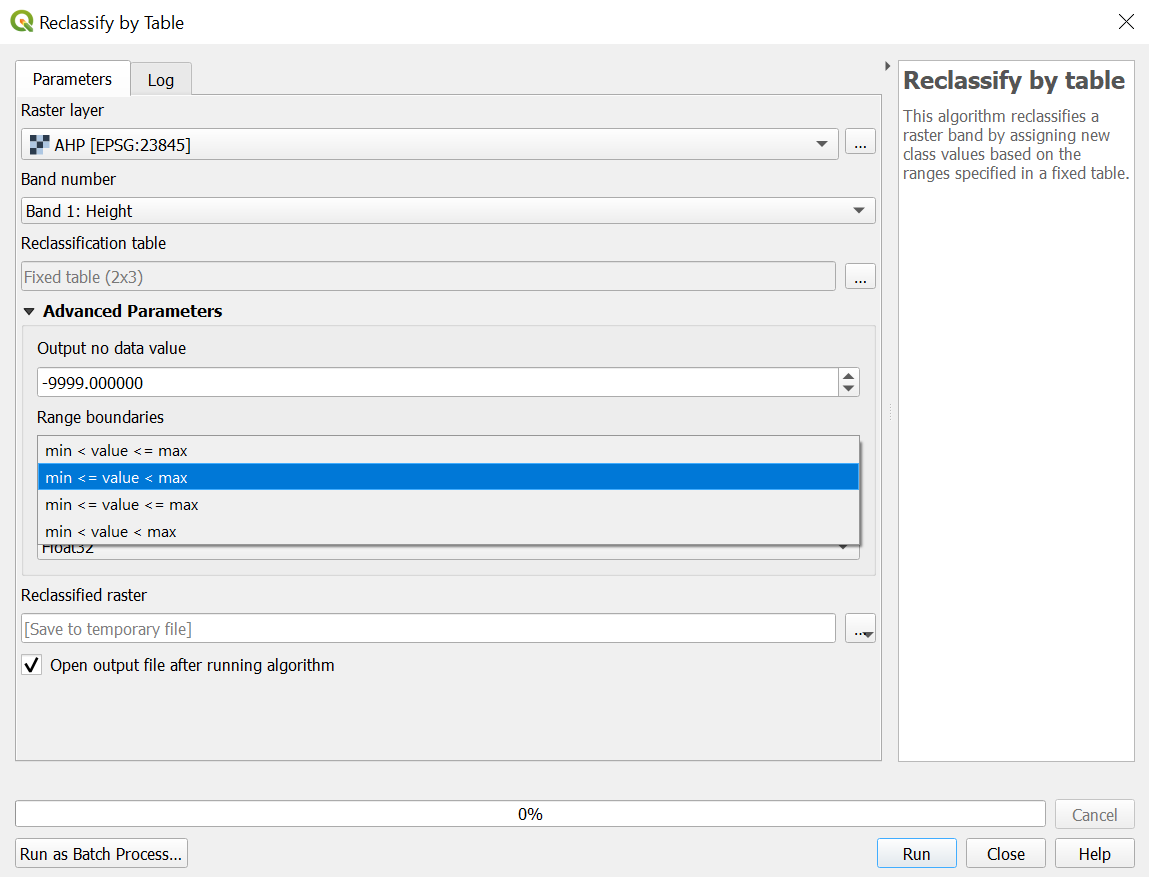 Reclassify by Table
Parameters
Log
Raster layer
AHP [EPSG:23845]
...
Band number
Band 1: Height
Reclassification table
Fixed table (2x3)
...
Advanced Parameters
Output no data value
-9999.000000
Range boundaries
min < value <= max
min <= value < max
min <= value <= max
min < value < max
Float32
Reclassified raster
[Save to temporary file]
...
Open output file after running algorithm
Reclassify by table
This algorithm reclassifies a
raster band by assigning new
class values based on the
ranges specified in a fixed table.
0%
Cancel
Run as Batch Process...
Run
Close
Help